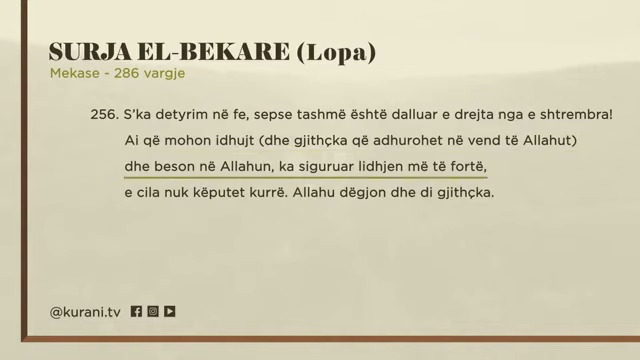 SURJA EL-BEKARE (Lopa)
Mekase - 286 vargje
256. S'ka detyrim në fe, sepse tashmë është dalluar e drejta nga e shtrembra!
Ai që mohon idhujt (dhe gjithçka që adhurohet në vend të Allahut)
dhe beson në Allahun, ka siguruar lidhjen më të fortë,
e cila nuk këputet kurrë. Allahu dëgjon dhe di gjithçka.
@kurani.tv